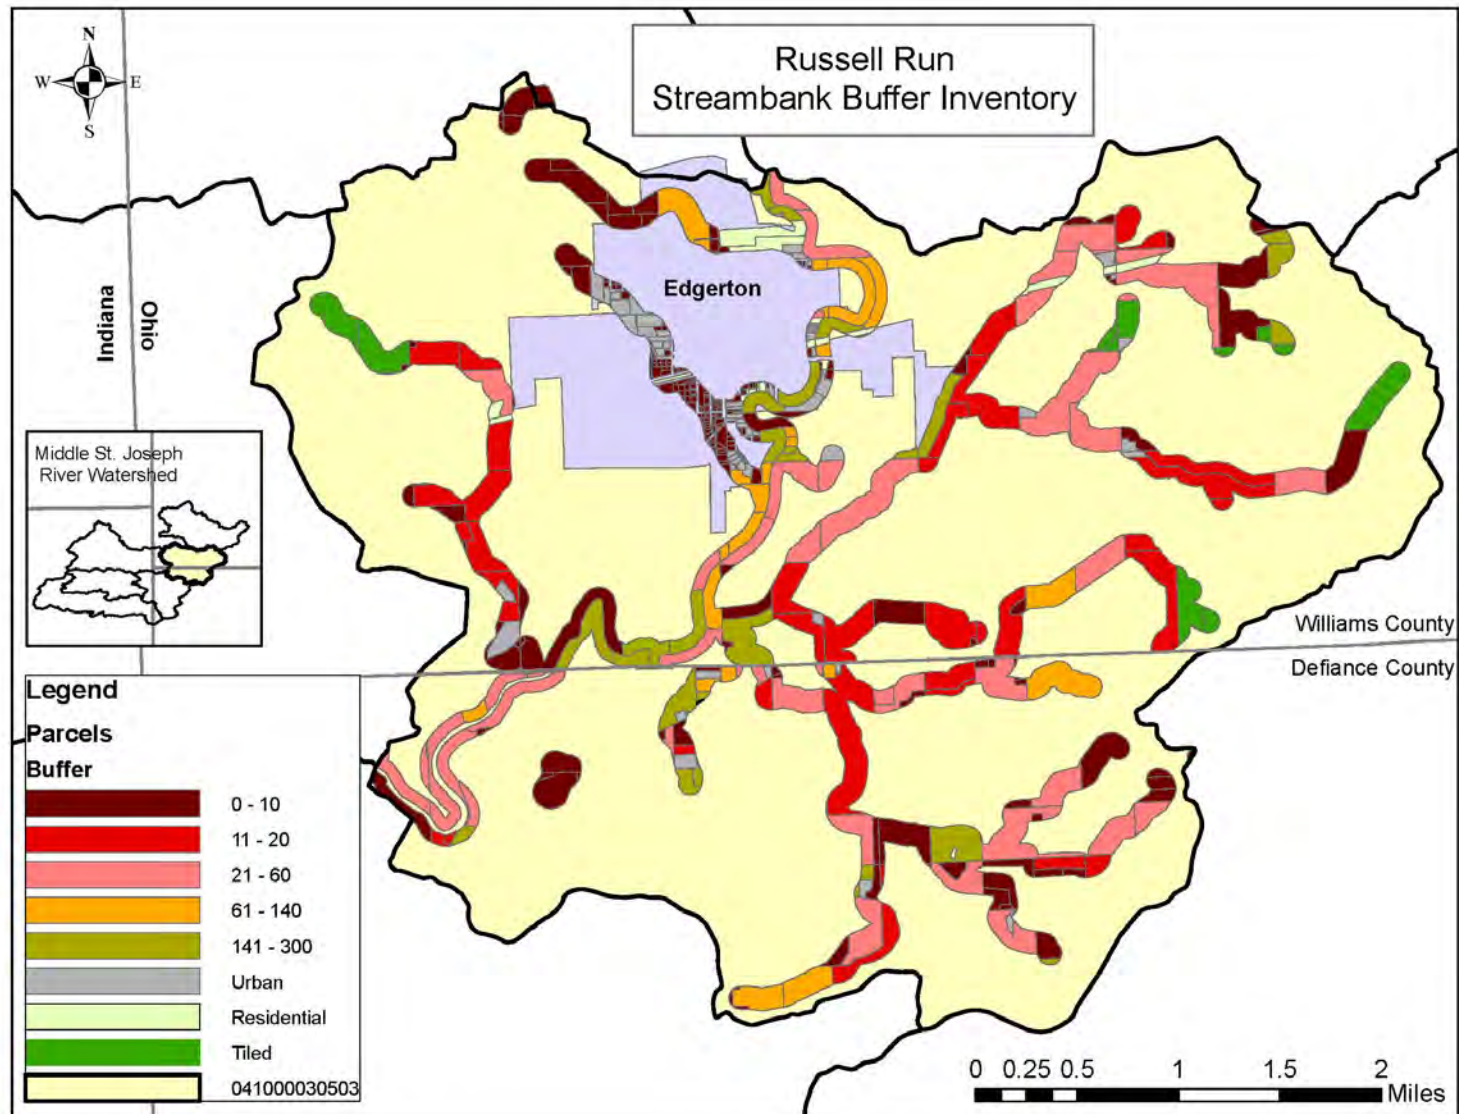 N
W E
S
Russell Run
Streambank Buffer Inventory
Edgerton
Indiana
Ohio
Middle St. Joseph
River Watershed
Williams County
Defiance County
Legend
Parcels
Buffer
0 - 10
11 - 20
21 - 60
61 - 140
141 - 300
Urban
Residential
Tiled
041000030503
0 0.25 0.5 1 1.5 2
Miles